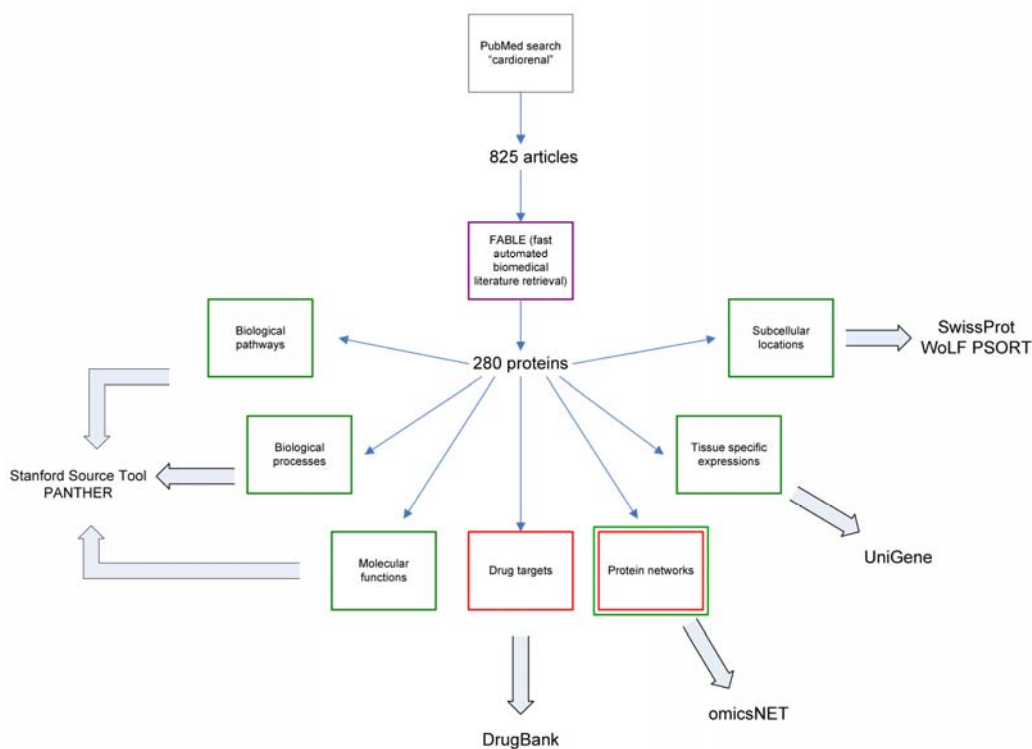 PubMed search
“cardiorenal”
825 articles
FABLE (fast
automated
biomedical
literature retrieval)
Biological
pathways
280 proteins
Subcellular
locations
SwissProt
WoLF PSORT
Biological
processes
Tissue specific
expressions
Stanford Source Tool
PANTHER
Molecular
functions
Drug targets
Protein networks
UniGene
omicsNET
DrugBank